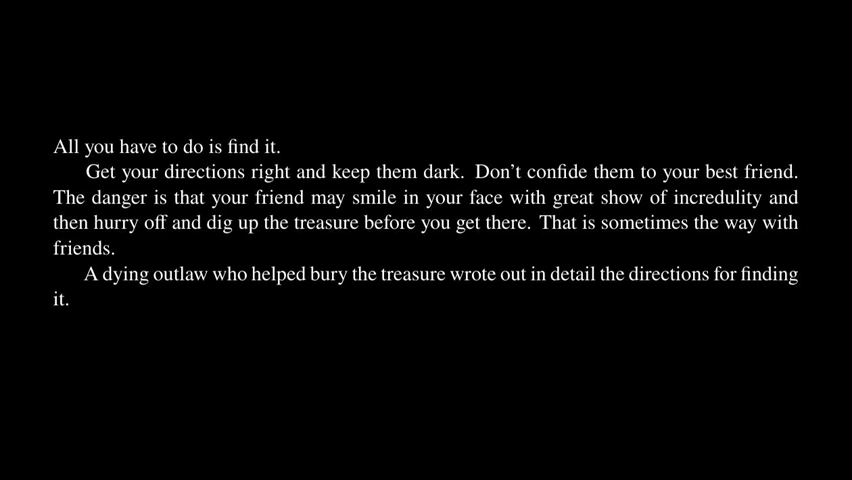 All you have to do is find it.
Get your directions right and keep them dark. Don't confide them to your best friend.
The danger is that your friend may smile in your face with great show of incredulity and
then hurry off and dig up the treasure before you get there. That is sometimes the way with
friends.
A dying outlaw who helped bury the treasure wrote out in detail the directions for finding
it.